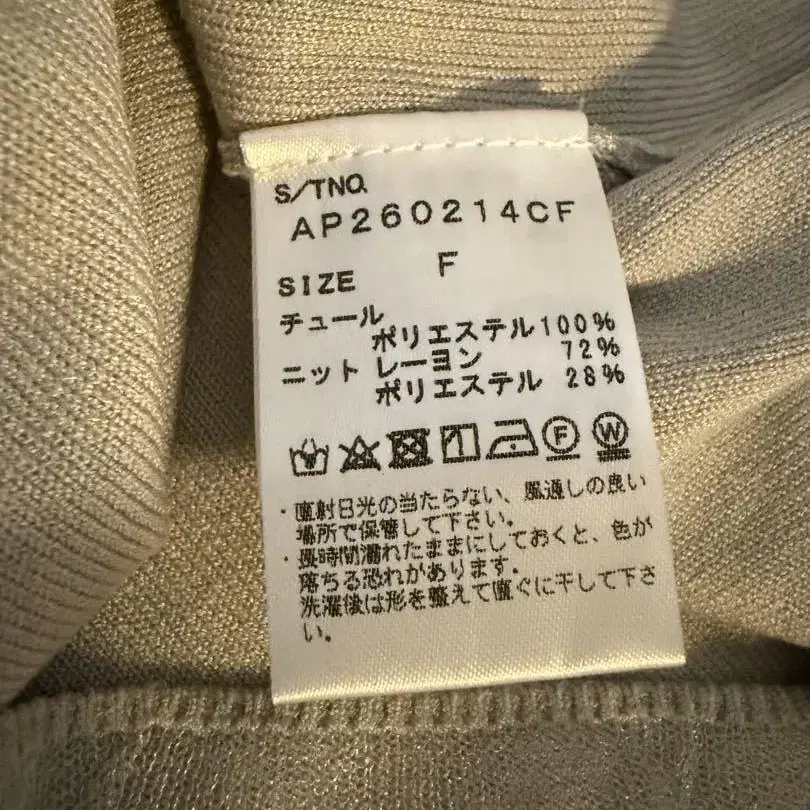 S/TNO.
AP260214CF
SIZE F
チュール
ポリエステル100%
ニット レーヨン 72%
ポリエステル 28%
F W
・直射日光の当たらない、風通しの良い
場所で保管して下さい。
・長時間濡れたままにしておくと、色が
落ちる恐れがあります。
洗濯後は形を整えて直ぐに干して下さ
い。